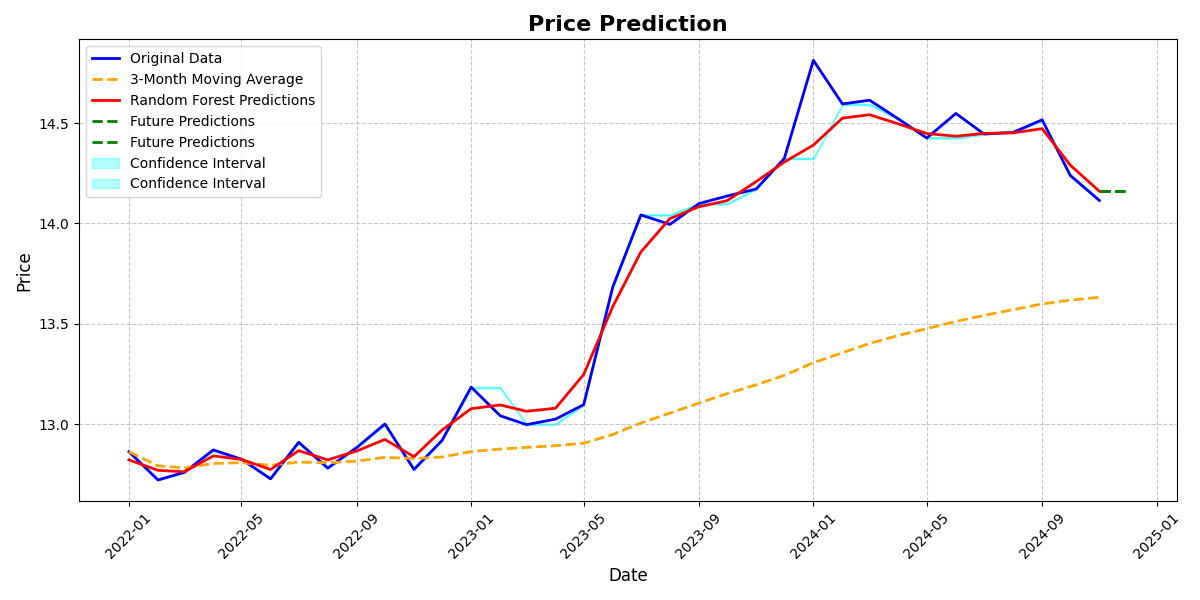 Price Prediction
Original Data
3-Month Moving Average
Random Forest Predictions
Future Predictions
Future Predictions
Confidence Interval
Confidence Interval
Price
14.5
14.0
13.5
13.0
2022-01
2022-05
2022-09
2023-01
2023-05
2023-09
2024-01
2024-05
2024-09
2025-01
Date